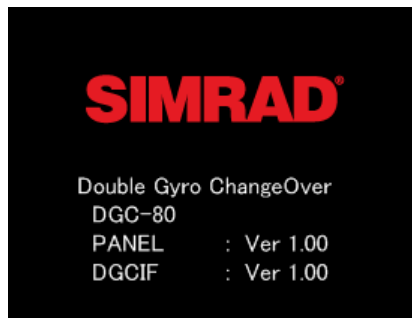 SIMRAD®
Double Gyro ChangeOver
DGC-80
PANEL : Ver 1.00
DGCIF : Ver 1.00